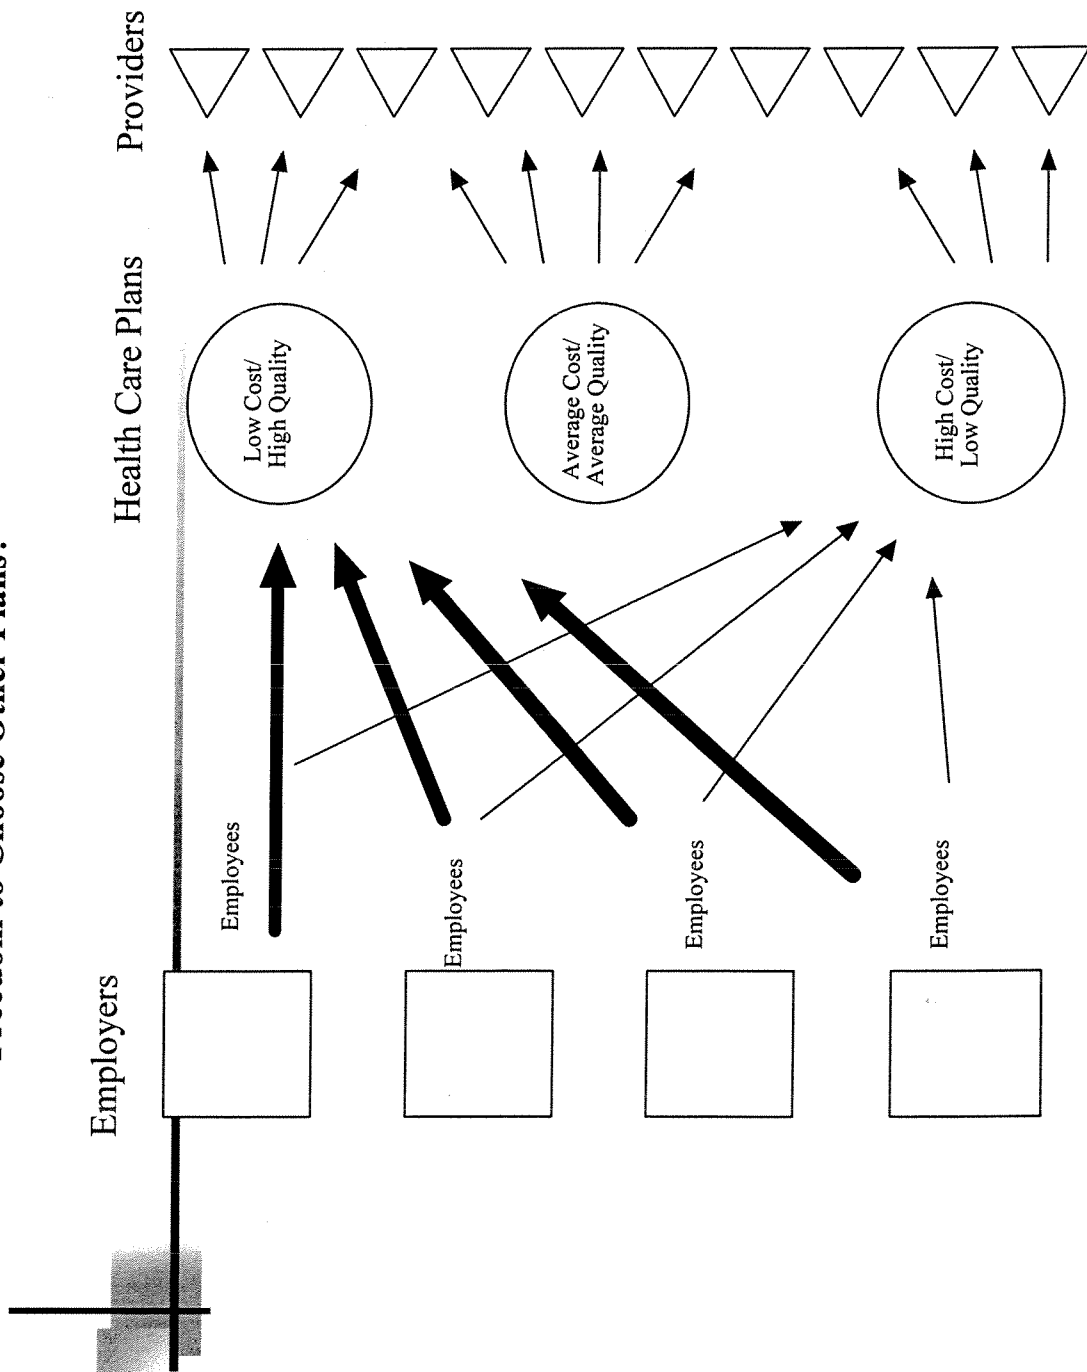 Freedom to Choose Other Plans?
Employers
Health Care Plans
Providers
Employees
Low Cost/
High Quality
Employees
Average Cost/
Average Quality
Employees
Employees
High Cost/
Low Quality